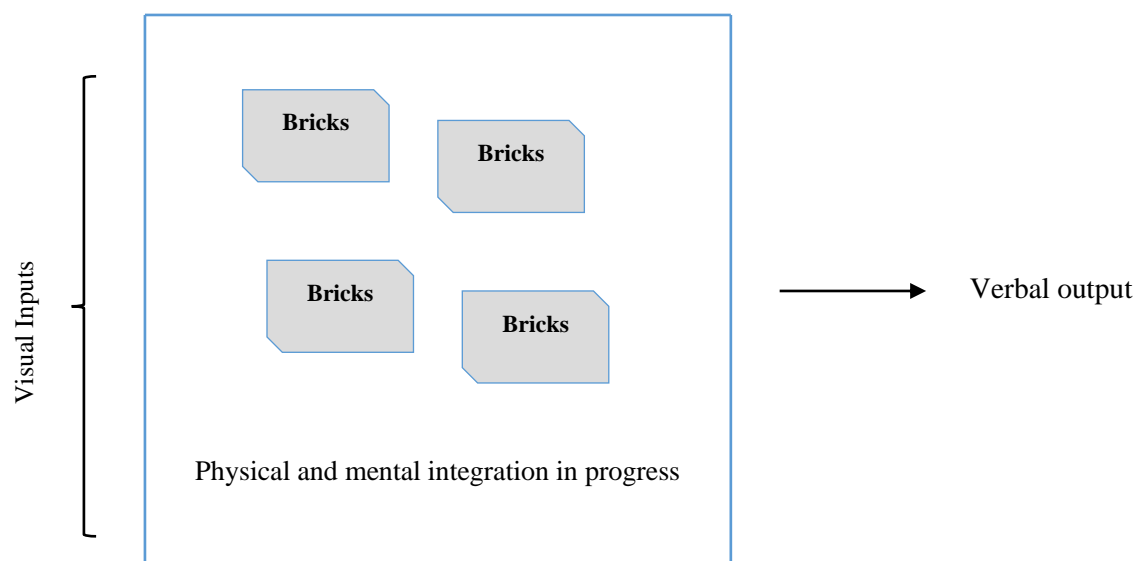 Visual Inputs
Bricks
Bricks
Bricks
Bricks
Physical and mental integration in progress
Verbal output